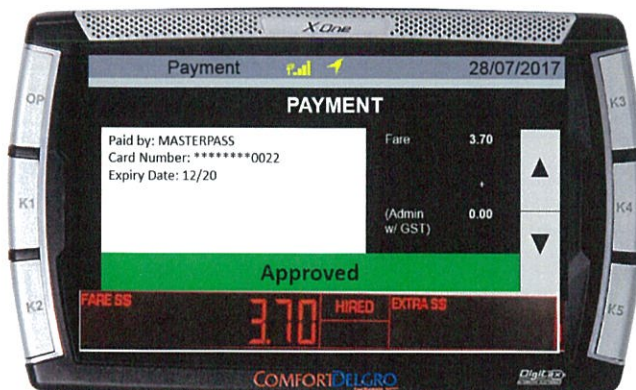 X-One
Payment 28/07/2017
PAYMENT
Paid by: MASTERPASS
Card Number: ********0022
Expiry Date: 12/20
Fare 3.70
+
(Admin w/ GST) 0.00
Approved
FARE S$ 3.70 HIRED EXTRA S$
OP
K1
K2
K3
K4
K5
COMFORTDELGRO
Digitax